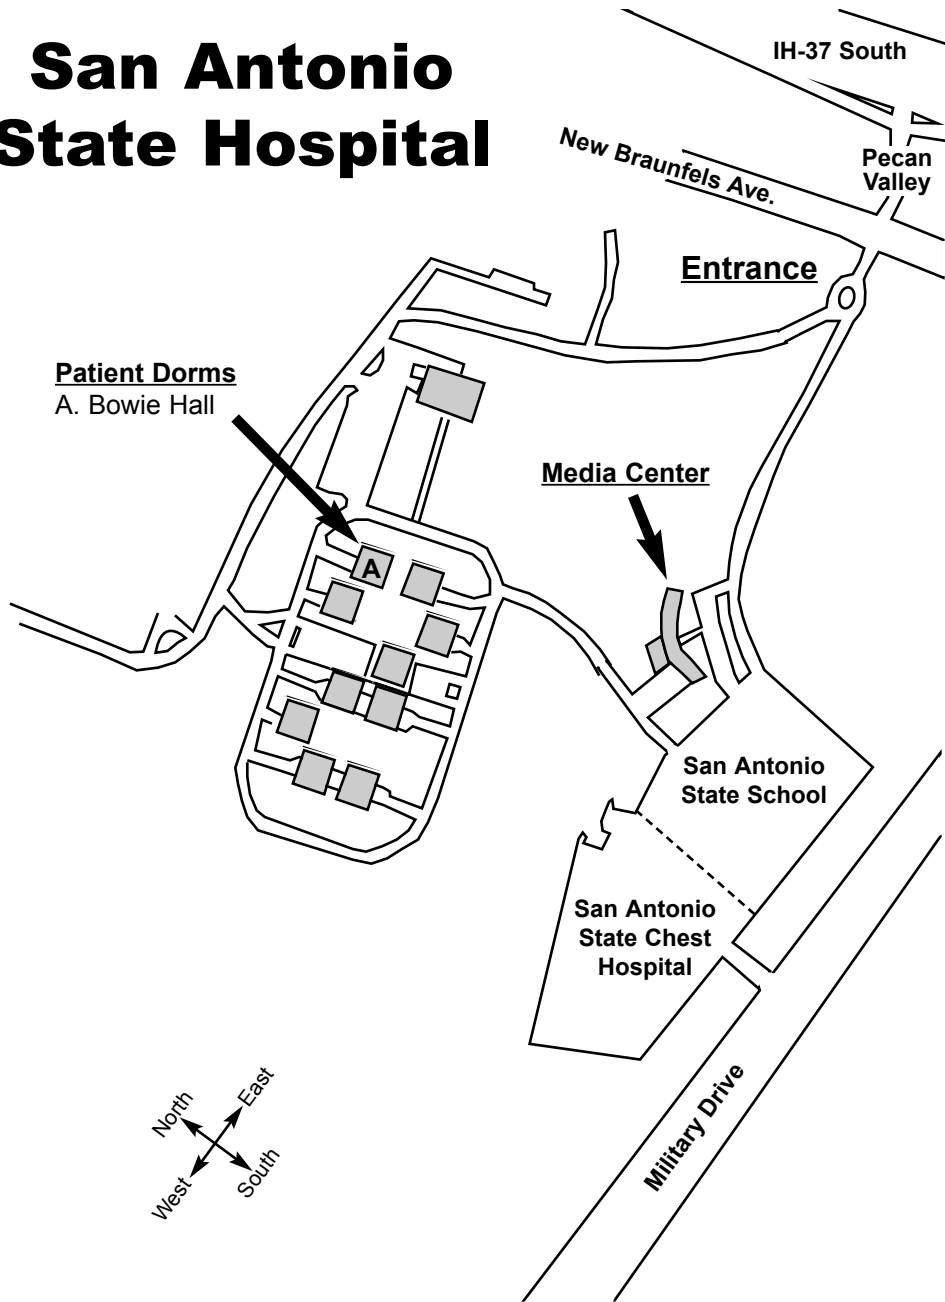 San Antonio
State Hospital
IH-37 South
New Braunfels Ave.
Pecan
Valley
Entrance
Patient Dorms
A. Bowie Hall
Media Center
A
San Antonio
State School
San Antonio
State Chest
Hospital
Military Drive
North
East
West
South